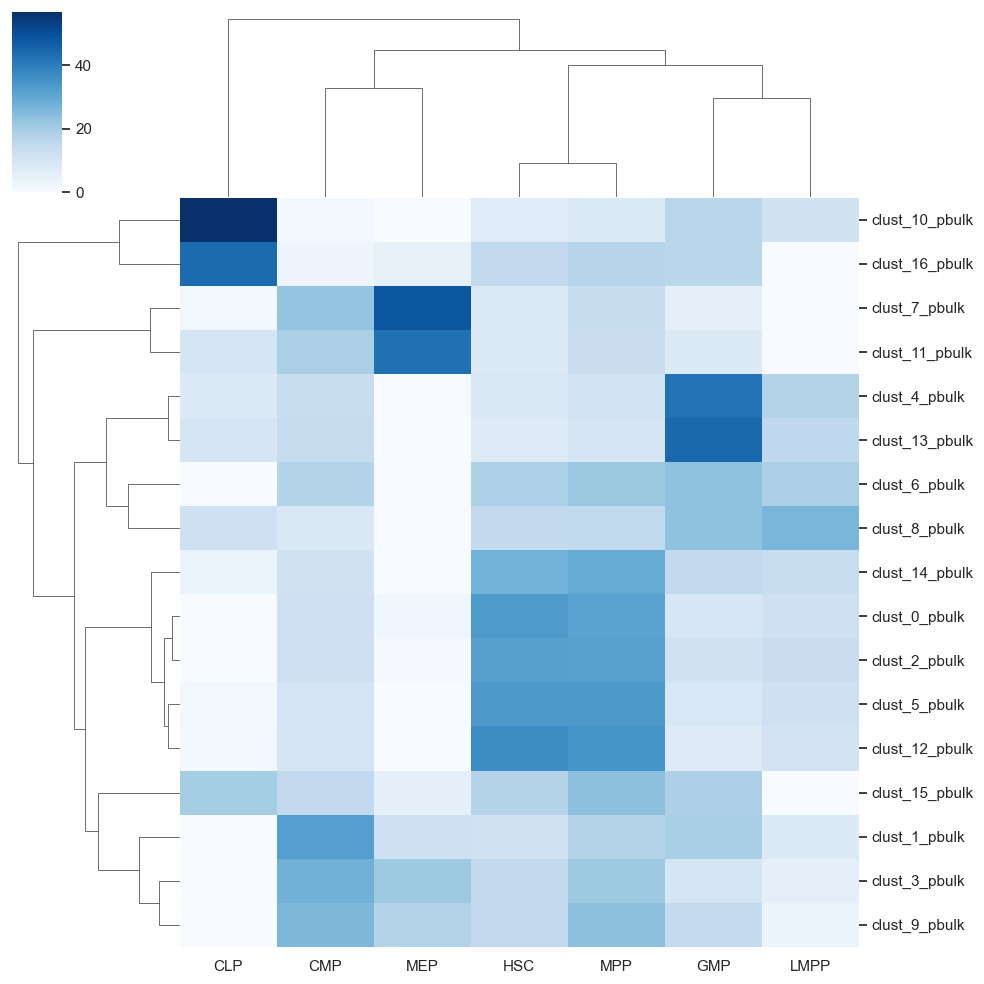 40
20
0
clust_10_pbulk
clust_16_pbulk
clust_7_pbulk
clust_11_pbulk
clust_4_pbulk
clust_13_pbulk
clust_6_pbulk
clust_8_pbulk
clust_14_pbulk
clust_0_pbulk
clust_2_pbulk
clust_5_pbulk
clust_12_pbulk
clust_15_pbulk
clust_1_pbulk
clust_3_pbulk
clust_9_pbulk
CLP CMP MEP HSC MPP GMP LMPP